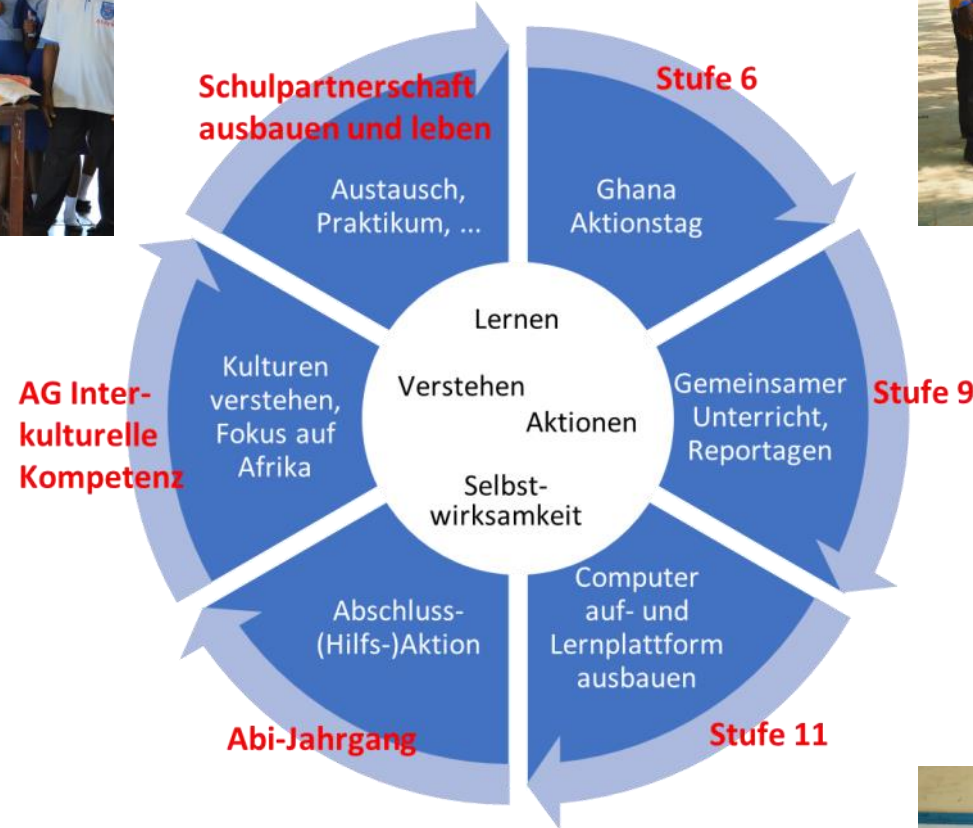 Schulpartnerschaft
ausbauen und leben
Austausch,
Praktikum, ...
Stufe 6
Ghana
Aktionstag
Stufe 9
Gemeinsamer
Unterricht,
Reportagen
Stufe 11
Computer
auf- und
Lernplattform
ausbauen
Abi-Jahrgang
Abschluss-
(Hilfs-)Aktion
AG Inter-
kulturelle
Kompetenz
Kulturen
verstehen,
Fokus auf
Afrika
Lernen
Verstehen
Aktionen
Selbst-
wirksamkeit